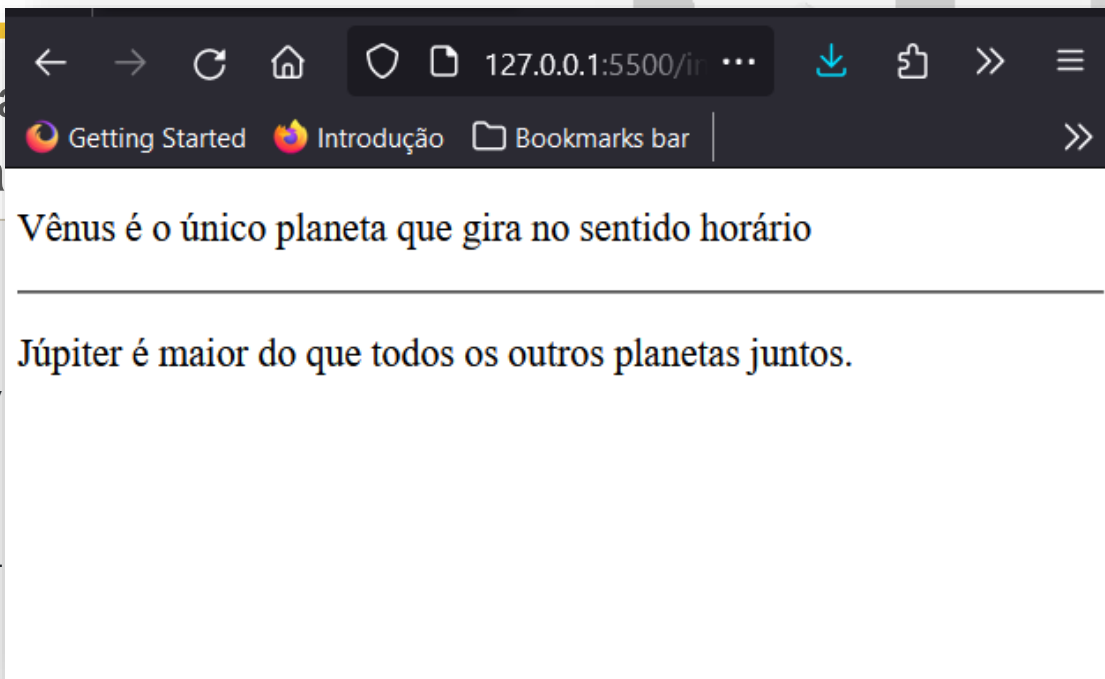 127.0.0.1:5500/in
Getting Started Introdução Bookmarks bar
Vênus é o único planeta que gira no sentido horário
Júpiter é maior do que todos os outros planetas juntos.